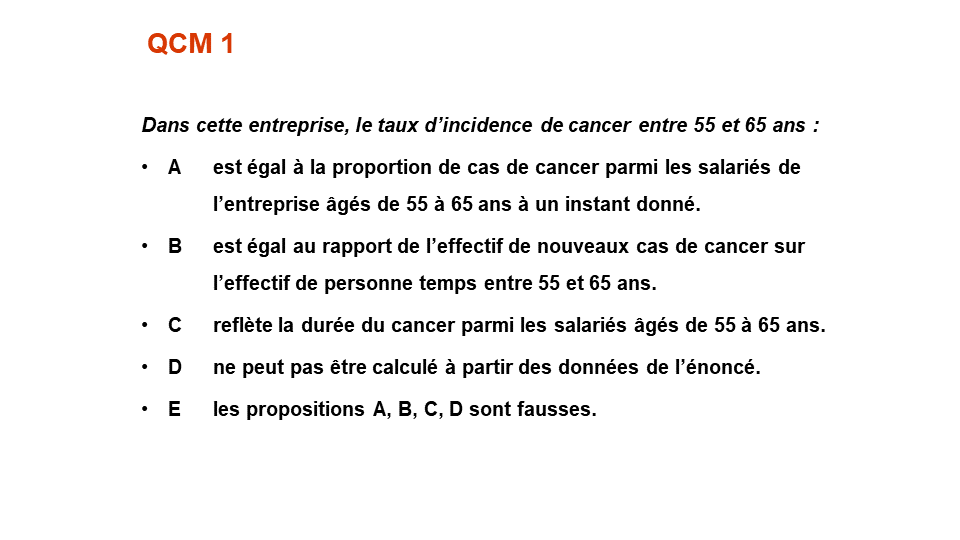 QCM 1
Dans cette entreprise, le taux d’incidence de cancer entre 55 et 65 ans :
• A est égal à la proportion de cas de cancer parmi les salariés de
l’entreprise âgés de 55 à 65 ans à un instant donné.
• B est égal au rapport de l’effectif de nouveaux cas de cancer sur
l’effectif de personne temps entre 55 et 65 ans.
• C reflète la durée du cancer parmi les salariés âgés de 55 à 65 ans.
• D ne peut pas être calculé à partir des données de l’énoncé.
• E les propositions A, B, C, D sont fausses.